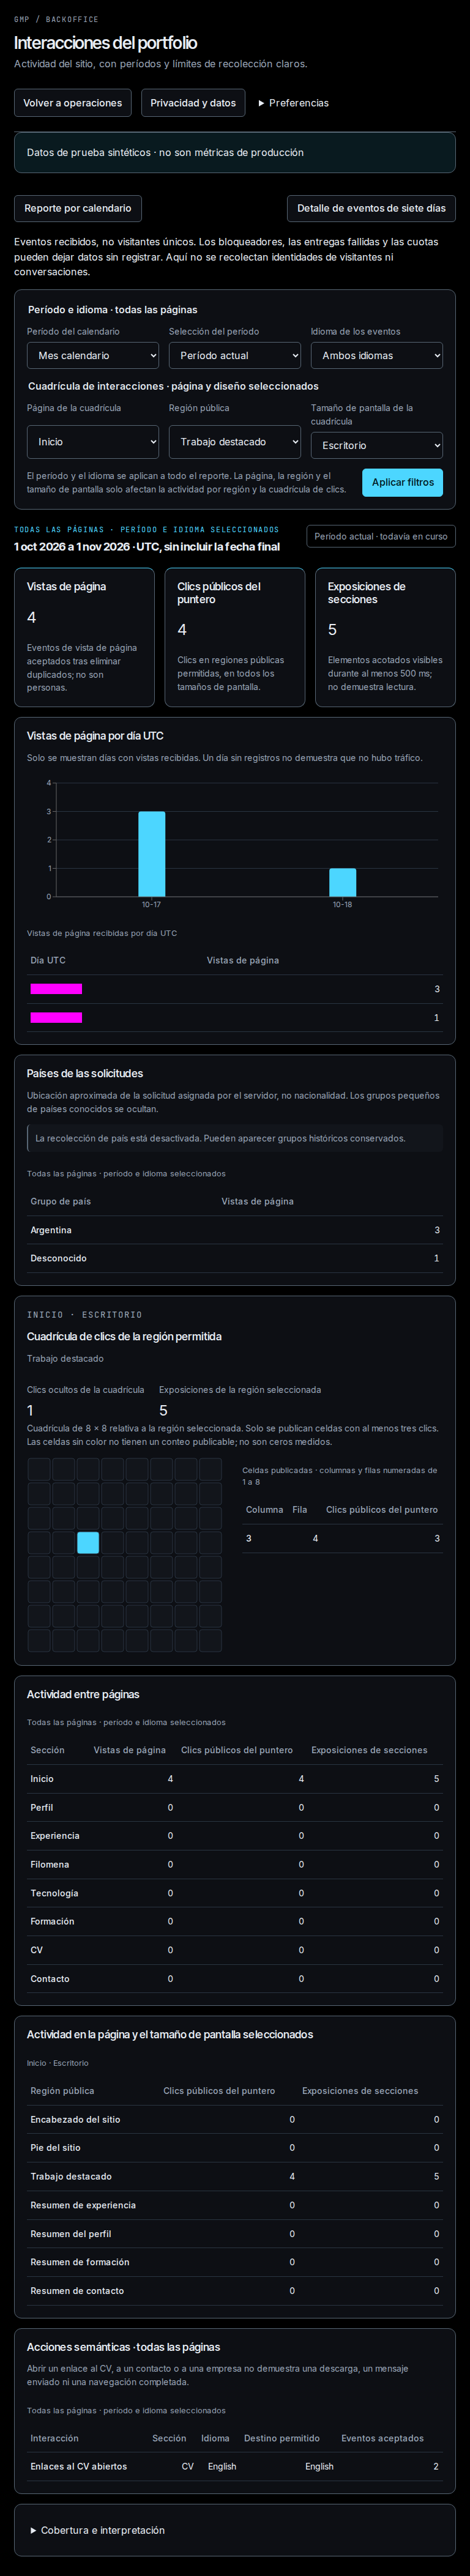 GMP / BACKOFFICE
Interacciones del portfolio
Actividad del sitio, con períodos y límites de recolección claros.
Volver a operaciones
Privacidad y datos
▶ Preferencias
Datos de prueba sintéticos · no son métricas de producción
Reporte por calendario
Detalle de eventos de siete días
Eventos recibidos, no visitantes únicos. Los bloqueadores, las entregas fallidas y las cuotas
pueden dejar datos sin registrar. Aquí no se recolectan identidades de visitantes ni
conversaciones.
Período e idioma · todas las páginas
Período del calendario
Selección del período
Idioma de los eventos
Mes calendario
Período actual
Ambos idiomas
Cuadrícula de interacciones · página y diseño seleccionados
Página de la cuadrícula
Región pública
Tamaño de pantalla de la
cuadrícula
Inicio
Trabajo destacado
Escritorio
El período y el idioma se aplican a todo el reporte. La página, la región y el
tamaño de pantalla solo afectan la actividad por región y la cuadrícula de clics.
Aplicar filtros
TODAS LAS PÁGINAS · PERÍODO E IDIOMA SELECCIONADOS
1 oct 2026 a 1 nov 2026 · UTC, sin incluir la fecha final
Período actual · todavía en curso
Vistas de página
4
Eventos de vista de página
aceptados tras eliminar
duplicados; no son
personas.
Clics públicos del
puntero
4
Clics en regiones públicas
permitidas, en todos los
tamaños de pantalla.
Exposiciones de
secciones
5
Elementos acotados visibles
durante al menos 500 ms;
no demuestra lectura.
Vistas de página por día UTC
Solo se muestran días con vistas recibidas. Un día sin registros no demuestra que no hubo tráfico.
4
3
2
1
0
10-17
10-18
Vistas de página recibidas por día UTC
Día UTC Vistas de página
3
1
Países de las solicitudes
Ubicación aproximada de la solicitud asignada por el servidor, no nacionalidad. Los grupos pequeños
de países conocidos se ocultan.
La recolección de país está desactivada. Pueden aparecer grupos históricos conservados.
Todas las páginas · período e idioma seleccionados
Grupo de país Vistas de página
Argentina 3
Desconocido 1
INICIO · ESCRITORIO
Cuadrícula de clics de la región permitida
Trabajo destacado
Clics ocultos de la cuadrícula
1
Exposiciones de la región seleccionada
5
Cuadrícula de 8 × 8 relativa a la región seleccionada. Solo se publican celdas con al menos tres clics.
Las celdas sin color no tienen un conteo publicable; no son ceros medidos.
Celdas publicadas · columnas y filas numeradas de
1 a 8
Columna Fila Clics públicos del puntero
3 4 3
Actividad entre páginas
Todas las páginas · período e idioma seleccionados
Sección Vistas de página Clics públicos del puntero Exposiciones de secciones
Inicio 4 4 5
Perfil 0 0 0
Experiencia 0 0 0
Filomena 0 0 0
Tecnología 0 0 0
Formación 0 0 0
CV 0 0 0
Contacto 0 0 0
Actividad en la página y el tamaño de pantalla seleccionados
Inicio · Escritorio
Región pública Clics públicos del puntero Exposiciones de secciones
Encabezado del sitio 0 0
Pie del sitio 0 0
Trabajo destacado 4 5
Resumen de experiencia 0 0
Resumen del perfil 0 0
Resumen de formación 0 0
Resumen de contacto 0 0
Acciones semánticas · todas las páginas
Abrir un enlace al CV, a un contacto o a una empresa no demuestra una descarga, un mensaje
enviado ni una navegación completada.
Todas las páginas · período e idioma seleccionados
Interacción Sección Idioma Destino permitido Eventos aceptados
Enlaces al CV abiertos CV English English 2
▶ Cobertura e interpretación